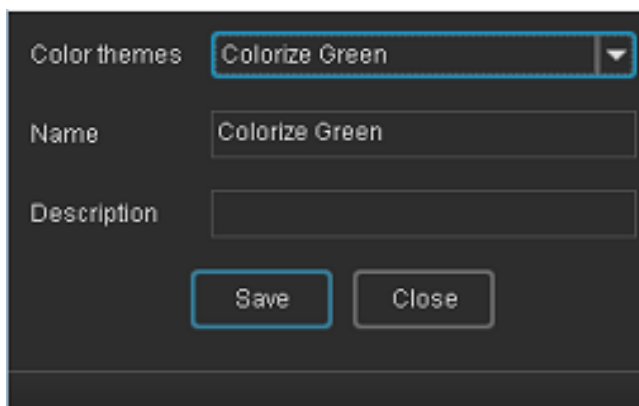 Color themes Colorize Green
Name Colorize Green
Description
Save Close